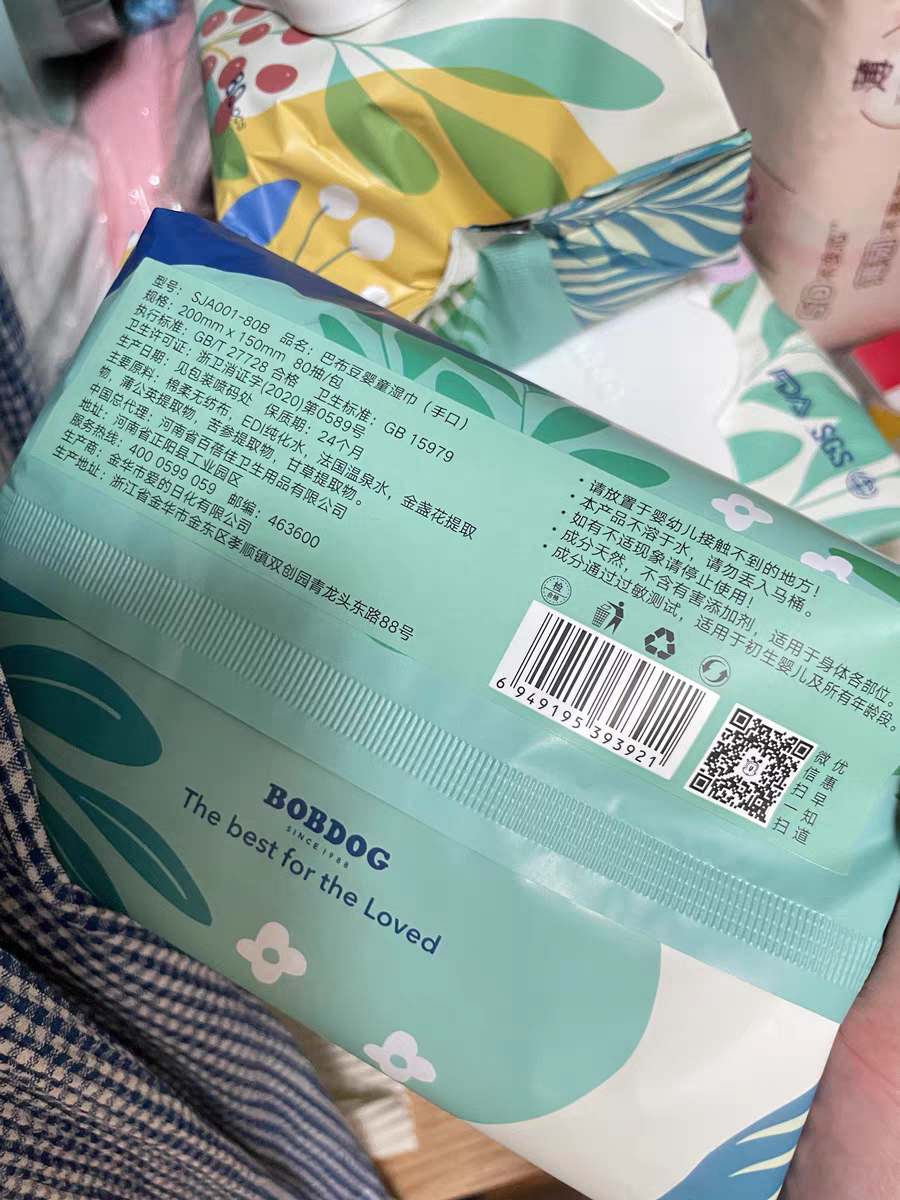 型号：SJA001-80B 品名：巴布豆婴童湿巾（手口）
规格：200mm x 150mm 80抽/包
执行标准：GB/T 27728 合格 卫生标准：GB 15979
卫生许可证：浙卫消证字(2020)第0589号
生产日期：见包装喷码处 保质期：24个月
主要原料：棉柔无纺布，EDI纯化水，法国温泉水，金盏花提取
物，蒲公英提取物，苦参提取物，甘草提取物。
中国总代理：河南省百蓓佳卫生用品有限公司
地址：河南省正阳县工业园区
服务热线：400 0599 059 邮编：463600
生产商：金华市爱的日化有限公司
生产地址：浙江省金华市金东区孝顺镇双创园青龙头东路88号
· 请放置于婴幼儿接触不到的地方！
· 本产品不溶于水，请勿丢入马桶。
· 如有不适现象请停止使用！
· 成分天然，不含有害添加剂，适用于身体各部位。
· 成分通过过敏测试，适用于初生婴儿及所有年龄段。
检
合格
6 949195 393921
微信扫一扫
优惠早知道
BOBDOG
SINCE 1988
The best for the Loved
FDA SGS